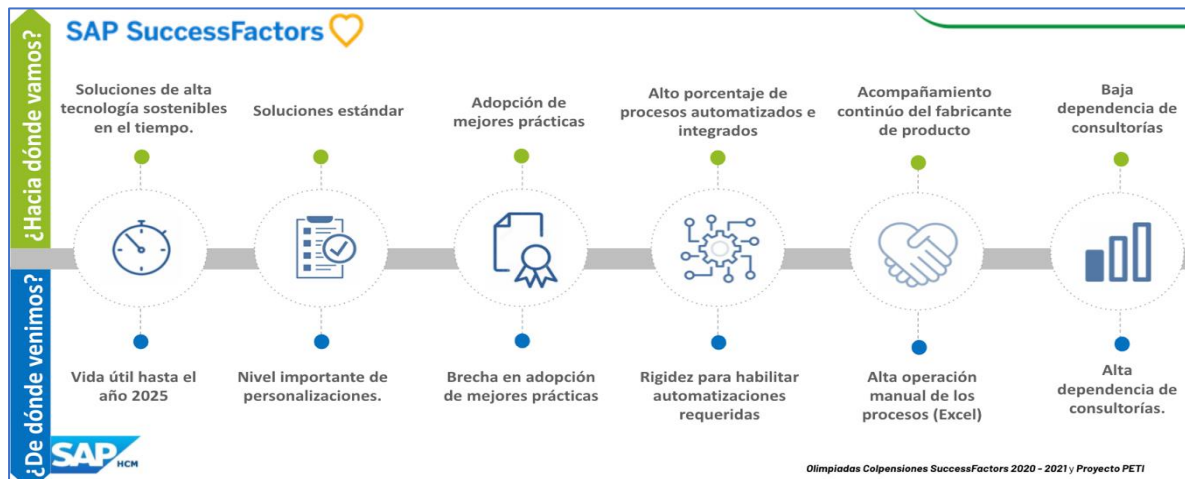 ¿Hacia dónde vamos?
SAP SuccessFactors
Soluciones de alta
tecnología sostenibles
en el tiempo.
Soluciones estándar
Adopción de
mejores prácticas
Alto porcentaje de
procesos automatizados e
integrados
Acompañamiento
continúo del fabricante
de producto
Baja
dependencia de
consultorías
¿De dónde venimos?
Vida útil hasta el
año 2025
Nivel importante de
personalizaciones.
Brecha en adopción
de mejores prácticas
Rigidez para habilitar
automatizaciones
requeridas
Alta operación
manual de los
procesos (Excel)
Alta
dependencia de
consultorías.
SAP HCM
Olimpiadas Colpensiones SuccessFactors 2020 - 2021 y Proyecto PETI